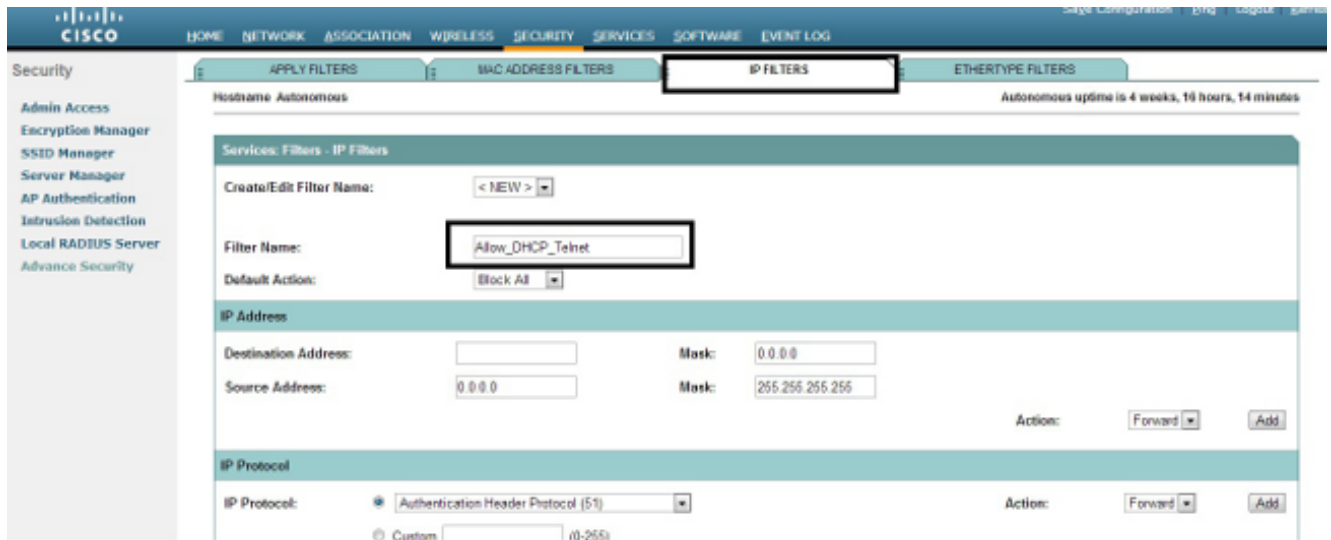 Save Configuration Ping Logout Refresh
CISCO
HOME NETWORK ASSOCIATION WIRELESS SECURITY SERVICES SOFTWARE EVENT LOG
Security
APPLY FILTERS MAC ADDRESS FILTERS IP FILTERS ETHERTYPE FILTERS
Hostname Autonomous Autonomous uptime is 4 weeks, 16 hours, 14 minutes
Admin Access
Encryption Manager
SSID Manager
Server Manager
AP Authentication
Intrusion Detection
Local RADIUS Server
Advance Security
Services: Filters - IP Filters
Create/Edit Filter Name: < NEW >
Filter Name: Allow_DHCP_Telnet
Default Action: Block All
IP Address
Destination Address: Mask: 0.0.0.0
Source Address: 0.0.0.0 Mask: 255.255.255.255
Action: Forward Add
IP Protocol
IP Protocol: Authentication Header Protocol (51) Action: Forward Add
Custom (0-255)